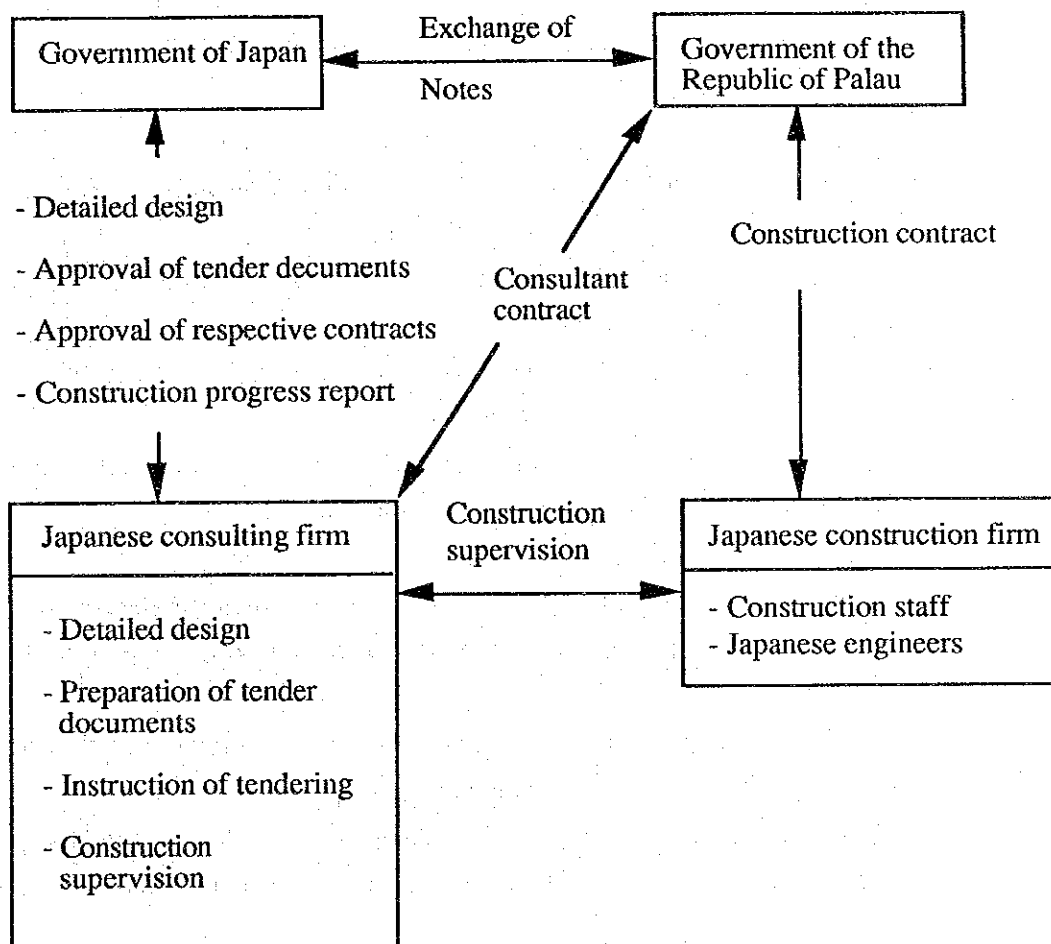 Government of Japan
Exchange of
Notes
Government of the
Republic of Palau
- Detailed design
- Approval of tender documents
- Approval of respective contracts
- Construction progress report
Consultant
contract
Construction contract
Japanese consulting firm
- Detailed design
- Preparation of tender
documents
- Instruction of tendering
- Construction
supervision
Construction
supervision
Japanese construction firm
- Construction staff
- Japanese engineers